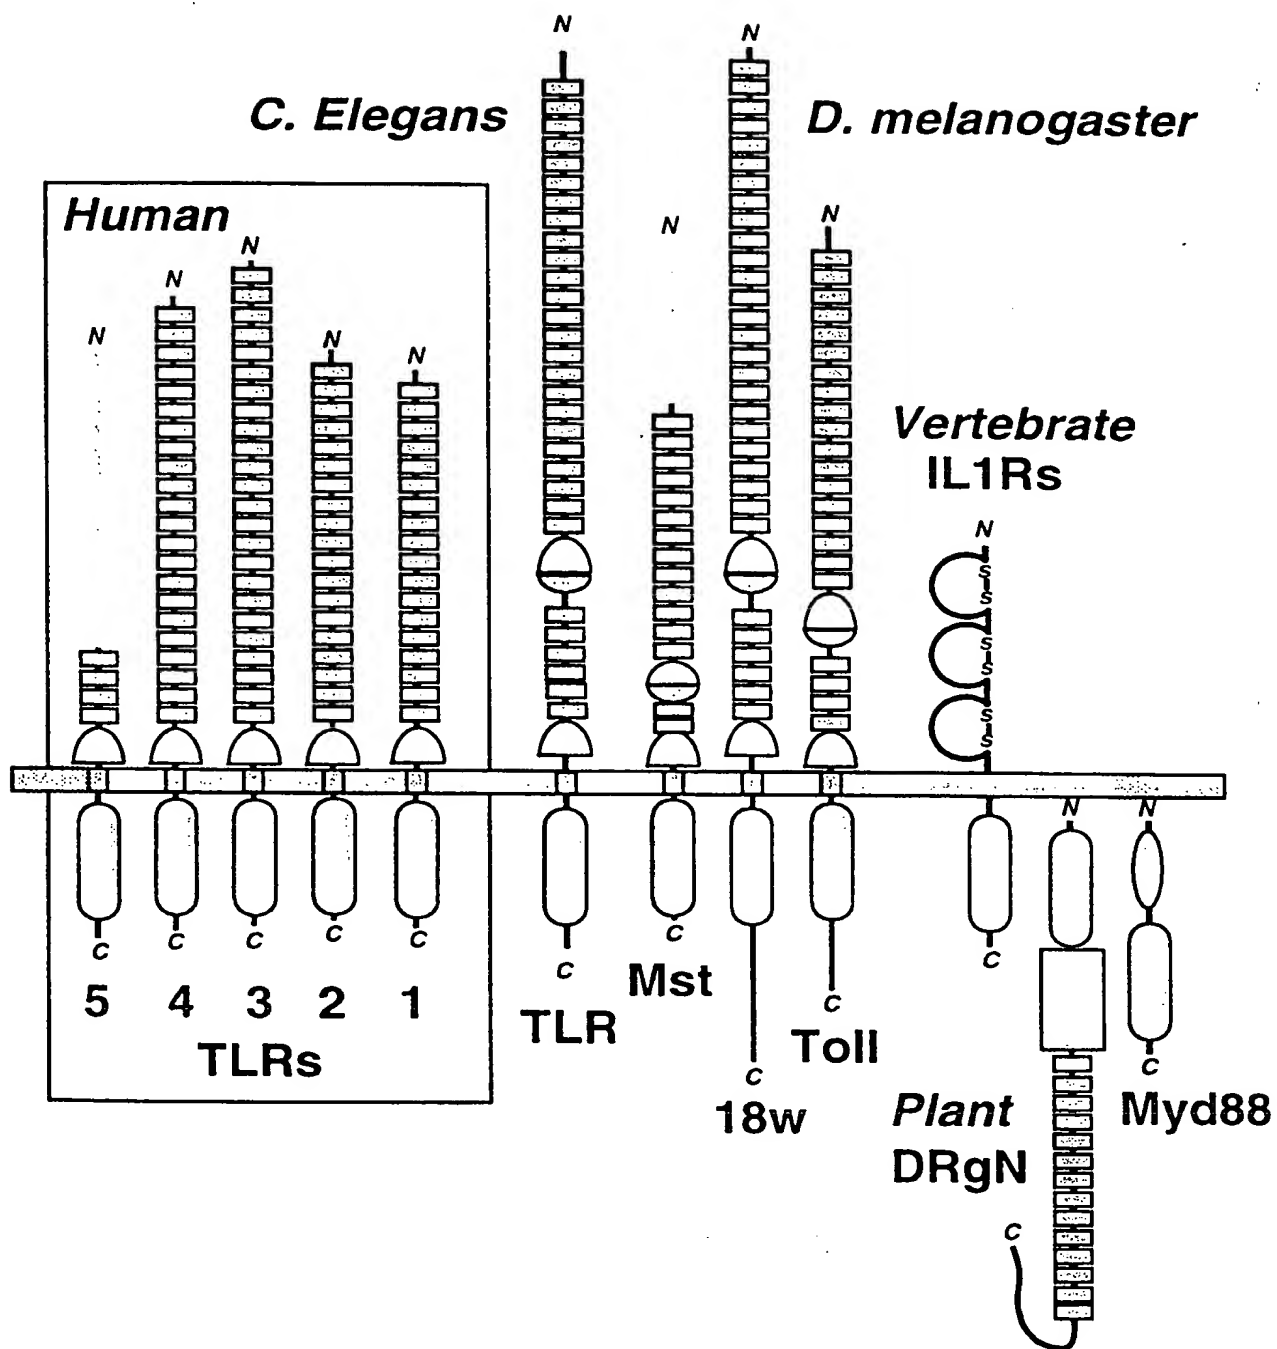 N
N
C. Elegans
D. melanogaster
Human
N
N
N
N
N
N
N
Vertebrate
IL1Rs
N
S
S
S
S
S
S
N
N
C
C
C
C
C
C
C
C
C
C
C
C
5
4
3
2
1
TLRs
TLR
Mst
18w
Toll
Plant
DRgN
Myd88
C